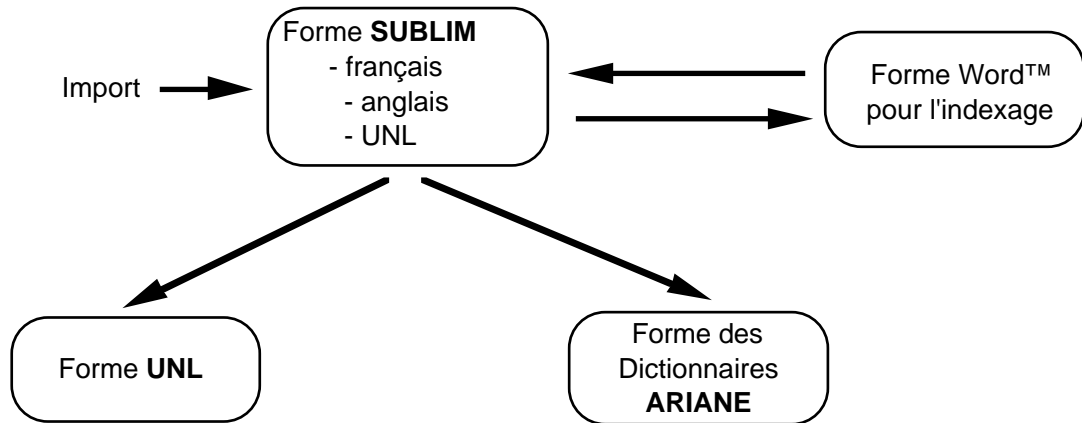 Forme SUBLIM
- français
- anglais
- UNL
Import
Forme Word™
pour l'indexage
Forme UNL
Forme des
Dictionnaires
ARIANE